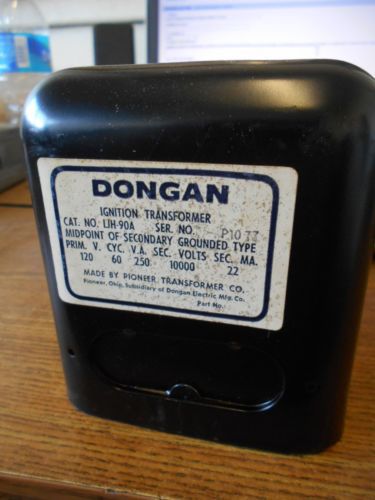 DONGAN
IGNITION TRANSFORMER
CAT. NO. LIH-90A SER. NO. P10 77
MIDPOINT OF SECONDARY GROUNDED TYPE
PRIM. V. CYC. V.A. SEC. VOLTS SEC. MA.
120 60 250 10000 22
MADE BY PIONEER TRANSFORMER CO.
Pioneer, Ohio, Subsidiary of Dongan Electric Mfg. Co.
Part No.